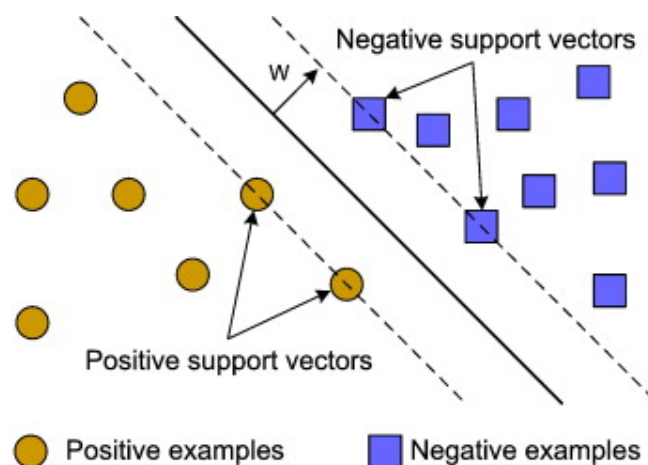 Negative support vectors
w
Positive support vectors
Positive examples
Negative examples